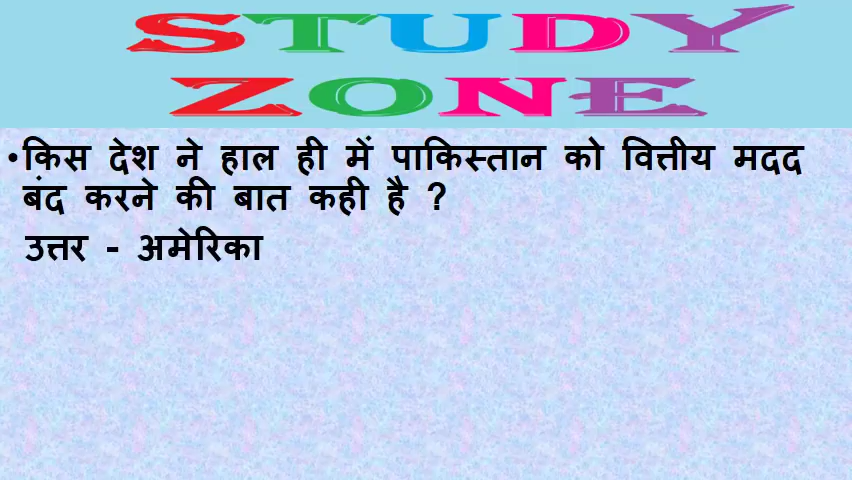 STUDY
ZONE
•किस देश ने हाल ही में पाकिस्तान को वित्तीय मदद
बंद करने की बात कही है ?
उत्तर - अमेरिका